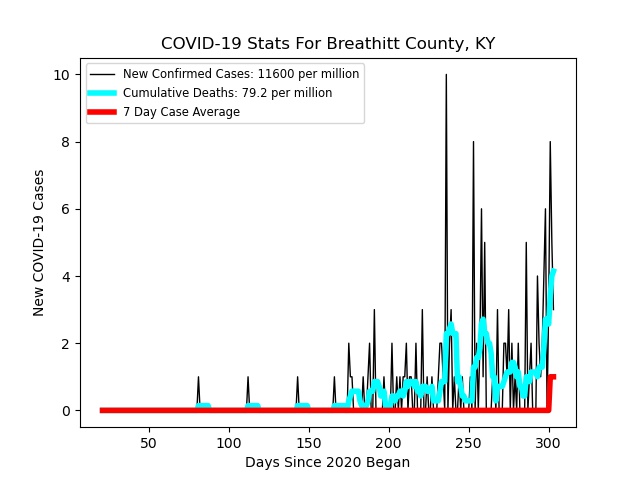 COVID-19 Stats For Breathitt County, KY
New Confirmed Cases: 11600 per million
Cumulative Deaths: 79.2 per million
7 Day Case Average
New COVID-19 Cases
10
8
6
4
2
0
50 100 150 200 250 300
Days Since 2020 Began